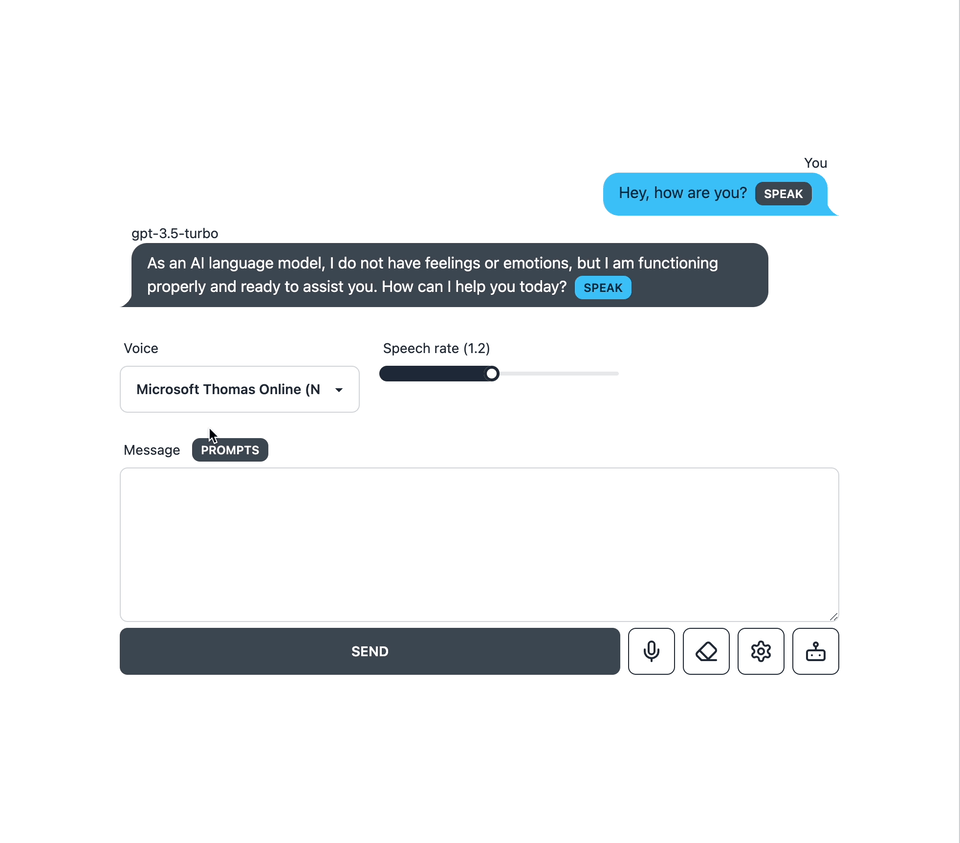 You
Hey, how are you? SPEAK
gpt-3.5-turbo
As an AI language model, I do not have feelings or emotions, but I am functioning
properly and ready to assist you. How can I help you today? SPEAK
Voice
Speech rate (1.2)
Microsoft Thomas Online (N
Message PROMPTS
SEND